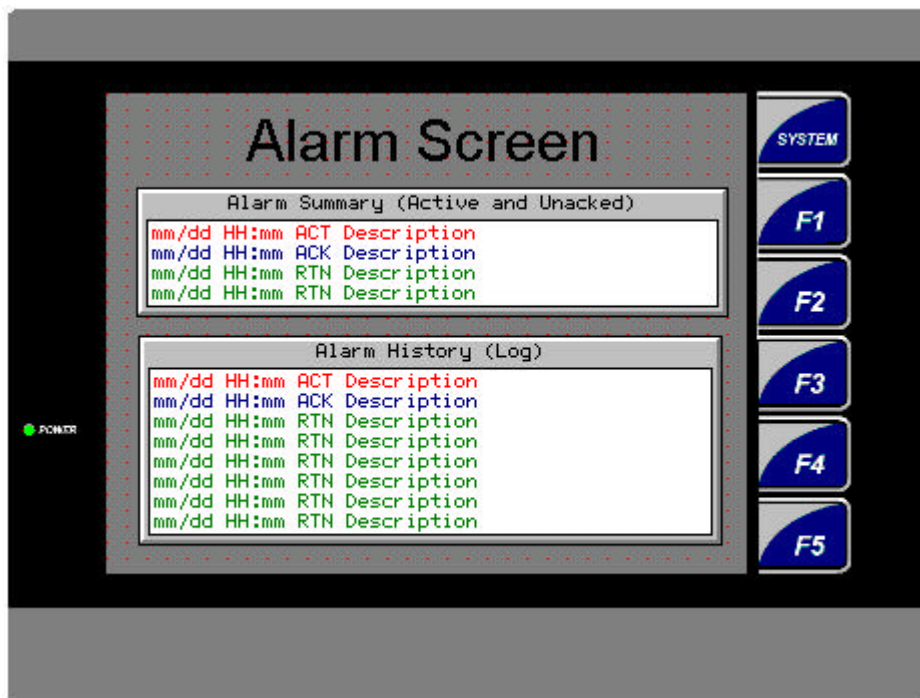 Alarm Screen
Alarm Summary (Active and Unacked)
mm/dd HH:mm ACT Description
mm/dd HH:mm ACK Description
mm/dd HH:mm RTN Description
mm/dd HH:mm RTN Description
Alarm History (Log)
mm/dd HH:mm ACT Description
mm/dd HH:mm ACK Description
mm/dd HH:mm RTN Description
mm/dd HH:mm RTN Description
mm/dd HH:mm RTN Description
mm/dd HH:mm RTN Description
mm/dd HH:mm RTN Description
mm/dd HH:mm RTN Description
POWER
SYSTEM
F1
F2
F3
F4
F5